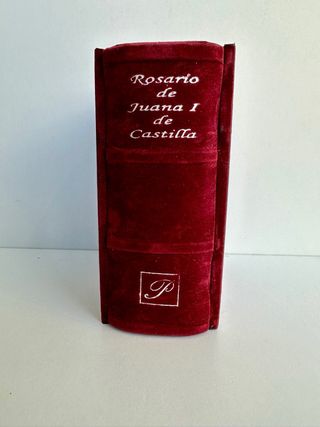 Rosario
de
Juana I
de
Castilla
P